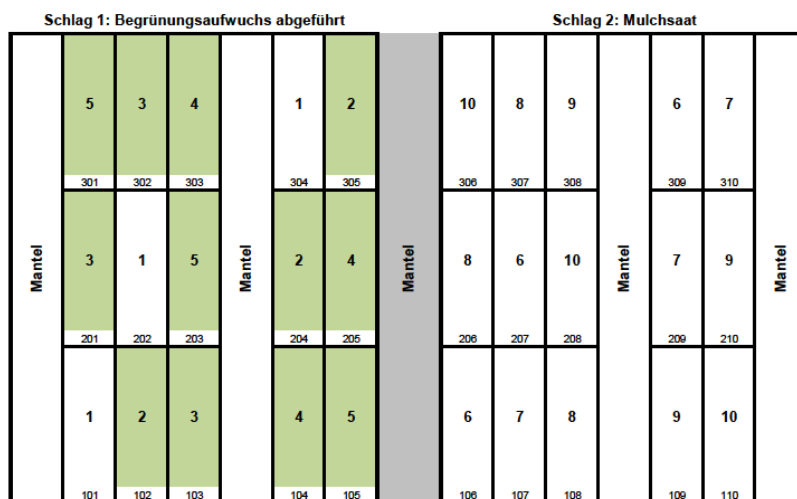 Schlag 1: Begrünungsaufwuchs abgeführt
Schlag 2: Mulchsaat
5 3 4 1 2 10 8 9 6 7
301 302 303 304 305 306 307 308 309 310
Mantel 3 1 5 Mantel 2 4 Mantel 8 6 10 Mantel 7 9 Mantel
201 202 203 204 205 206 207 208 209 210
1 2 3 4 5 6 7 8 9 10
101 102 103 104 105 106 107 108 109 110